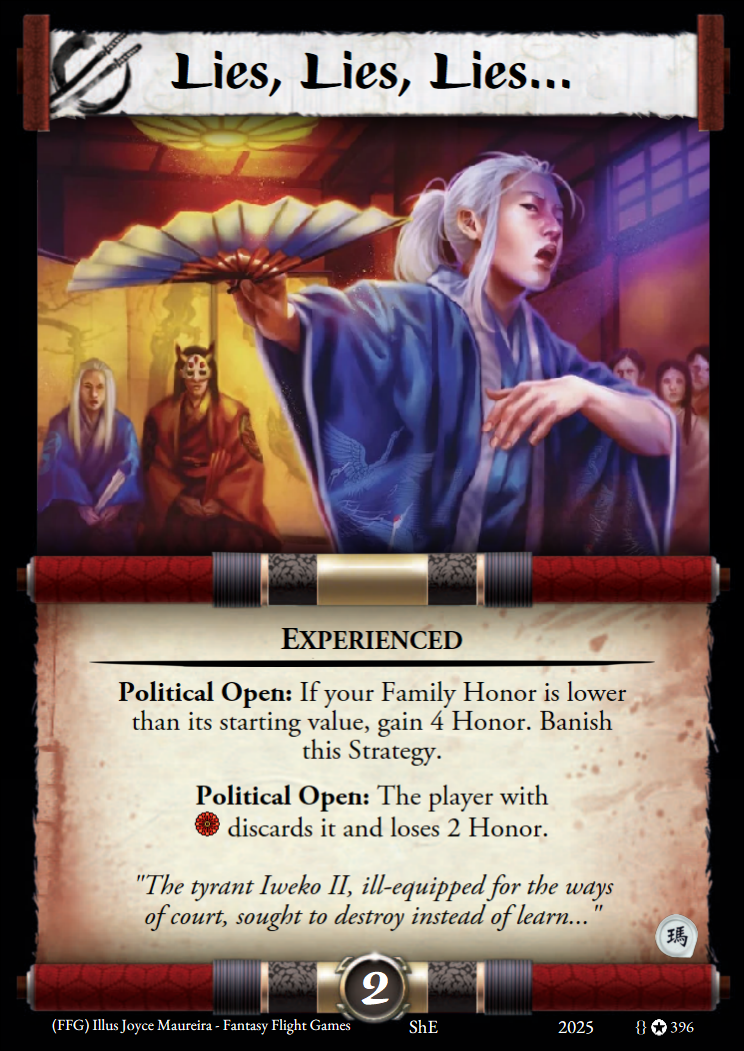 Lies, Lies, Lies...
EXPERIENCED
Political Open: If your Family Honor is lower
than its starting value, gain 4 Honor. Banish
this Strategy.
Political Open: The player with
discards it and loses 2 Honor.
"The tyrant Iweko II, ill-equipped for the ways
of court, sought to destroy instead of learn..."
瑪
2
(FFG) Illus Joyce Maureira - Fantasy Flight Games ShE 2025 {} 396